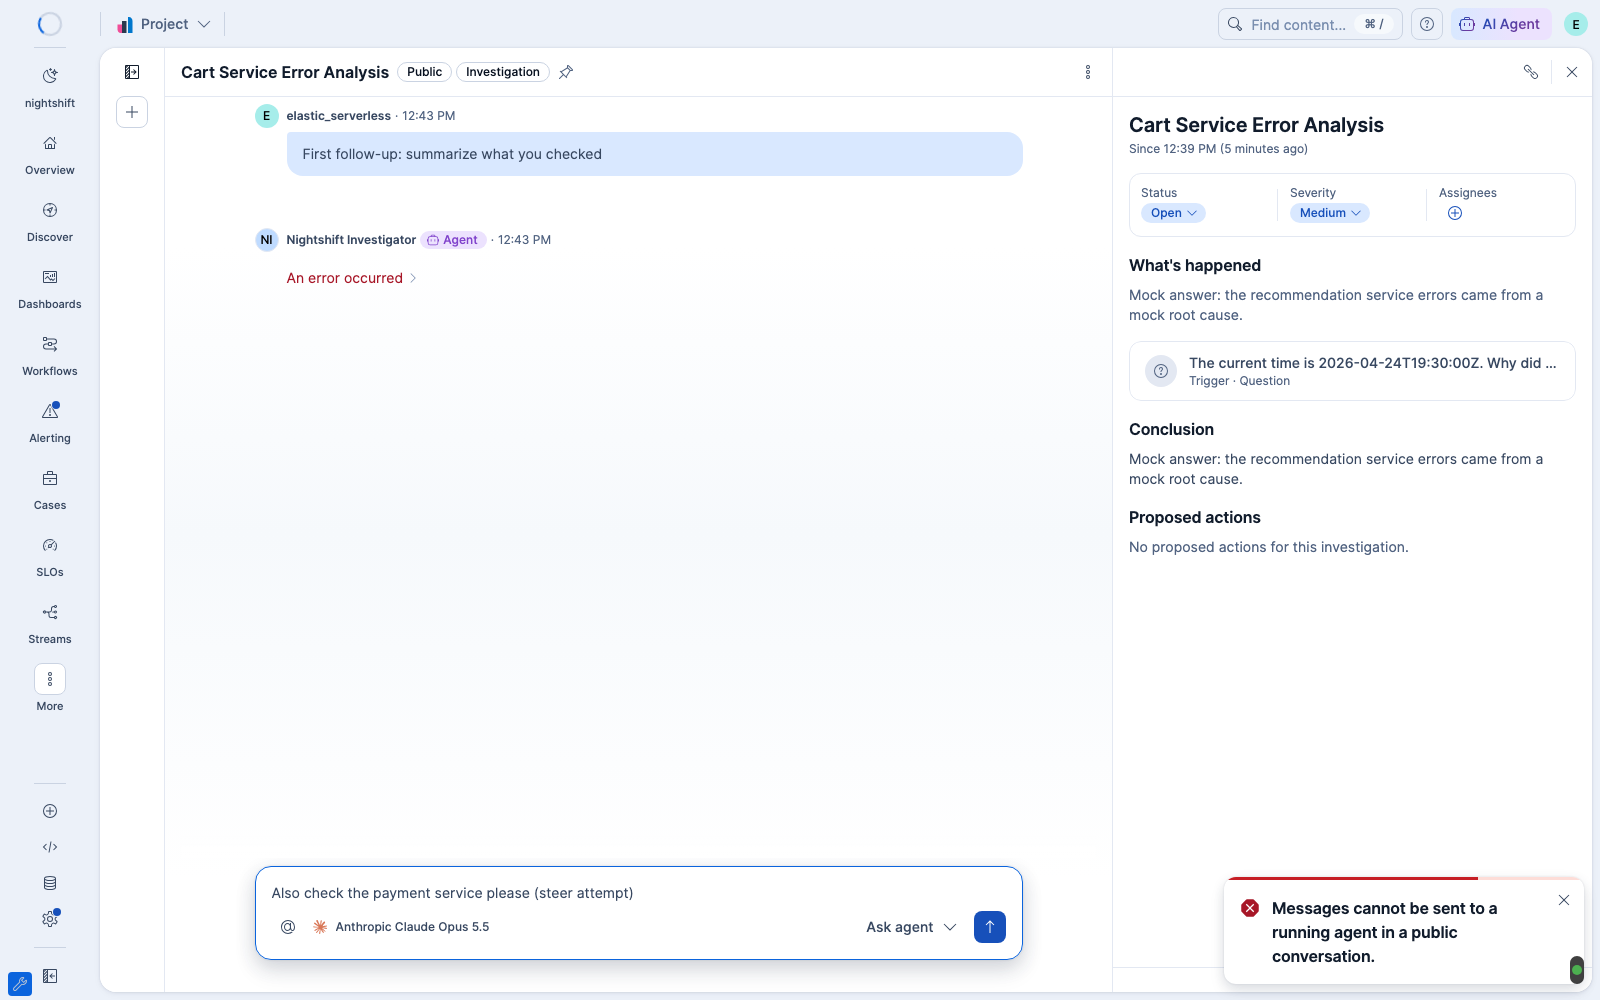 Project
Find content...
⌘ /
AI Agent
E
nightshift
Overview
Discover
Dashboards
Workflows
Alerting
Cases
SLOs
Streams
More
Cart Service Error Analysis
Public
Investigation
E
elastic_serverless · 12:43 PM
First follow-up: summarize what you checked
NI
Nightshift Investigator
Agent
· 12:43 PM
An error occurred
Also check the payment service please (steer attempt)
@
Anthropic Claude Opus 5.5
Ask agent
Cart Service Error Analysis
Since 12:39 PM (5 minutes ago)
Status
Open
Severity
Medium
Assignees
What's happened
Mock answer: the recommendation service errors came from a
mock root cause.
The current time is 2026-04-24T19:30:00Z. Why did ...
Trigger · Question
Conclusion
Mock answer: the recommendation service errors came from a
mock root cause.
Proposed actions
No proposed actions for this investigation.
Messages cannot be sent to a
running agent in a public
conversation.